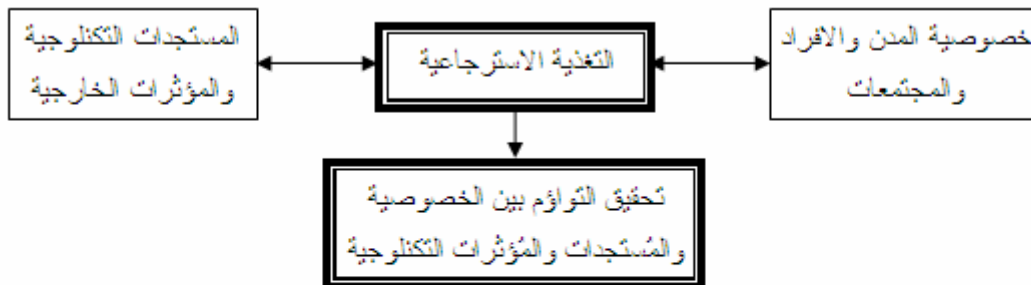 خصوصية المدن والافراد
والمجتمعات
التغذية الاسترجاعية
المستجدات التكنلوجية
والمؤثرات الخارجية
تحقيق التواؤم بين الخصوصية
والمُستجدات والمُؤثرات التكنلوجية